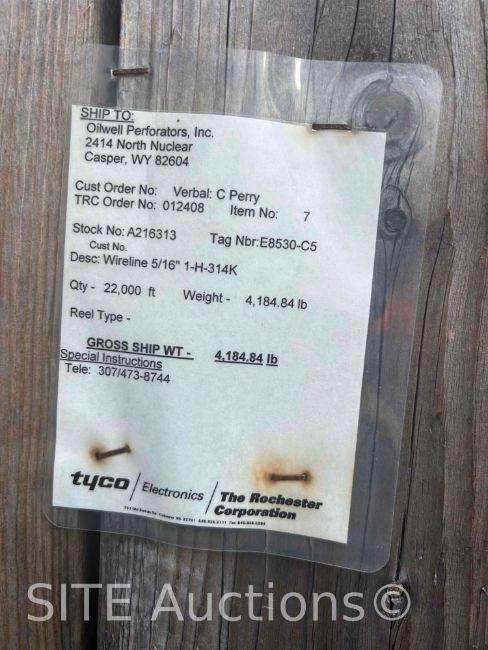 SHIP TO:
Oilwell Perforators, Inc.
2414 North Nuclear
Casper, WY 82604
Cust Order No: Verbal: C Perry
TRC Order No: 012408 Item No: 7
Stock No: A216313 Tag Nbr:E8530-C5
Cust No.
Desc: Wireline 5/16" 1-H-314K
Qty - 22,000 ft Weight - 4,184.84 lb
Reel Type -
GROSS SHIP WT - 4,184.84 lb
Special Instructions
Tele: 307/473-8744
tyco / Electronics / The Rochester
Corporation
SITE Auctions©